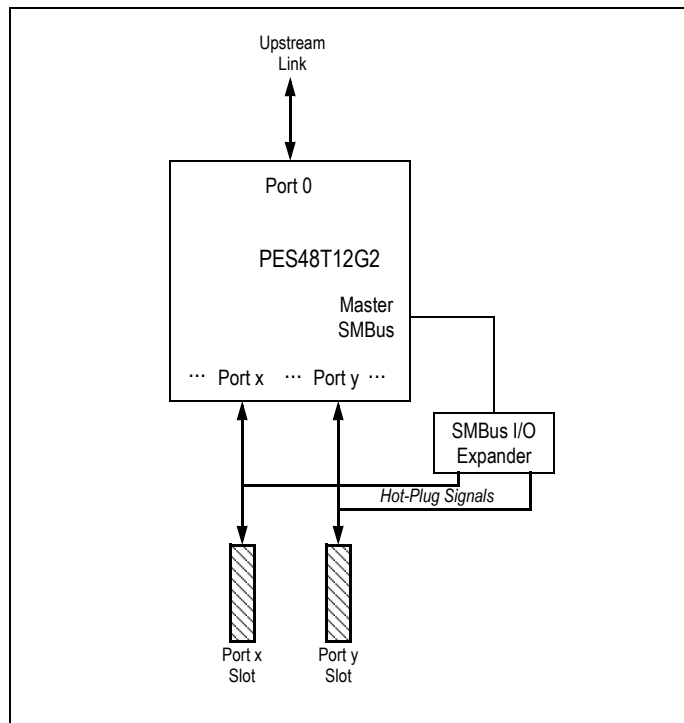 Upstream
Link
Port 0
PES48T12G2
Master
SMBus
... Port x ... Port y ...
SMBus I/O
Expander
Hot-Plug Signals
Port x
Slot
Port y
Slot